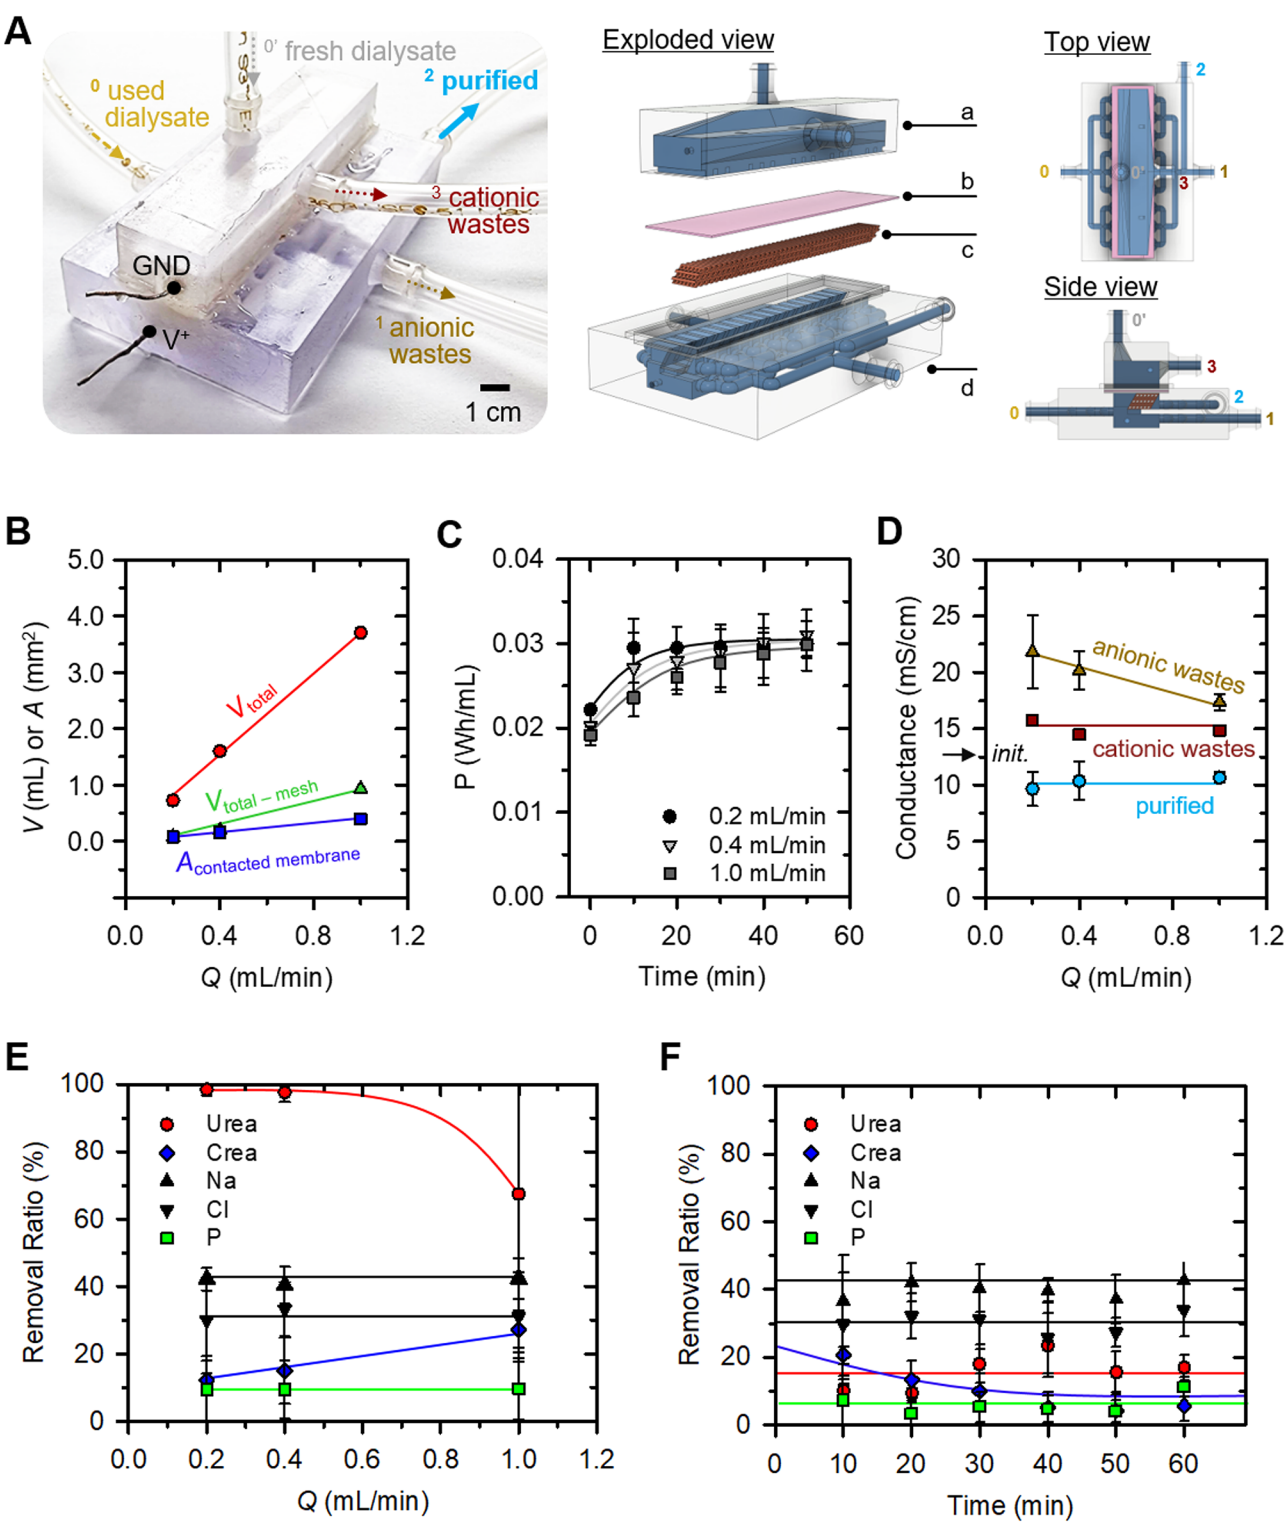 A
0' fresh dialysate
2 purified
0 used
dialysate
3 cationic
wastes
GND
V+
1 anionic
wastes
1 cm
Exploded view
a
b
c
d
Top view
2
0
0'
3
1
Side view
0'
3
0
2
1
B
V (mL) or A (mm2)
5.0
4.0
3.0
2.0
1.0
0.0
Vtotal
Vtotal – mesh
Acontacted membrane
0.0 0.4 0.8 1.2
Q (mL/min)
C
P (Wh/mL)
0.04
0.03
0.02
0.01
0.00
0.2 mL/min
0.4 mL/min
1.0 mL/min
0 20 40 60
Time (min)
D
Conductance (mS/cm)
30
25
20
15
10
5
0
anionic wastes
init.
cationic wastes
purified
0.0 0.4 0.8 1.2
Q (mL/min)
E
Removal Ratio (%)
100
80
60
40
20
0
Urea
Crea
Na
Cl
P
0.0 0.2 0.4 0.6 0.8 1.0 1.2
Q (mL/min)
F
Removal Ratio (%)
100
80
60
40
20
0
Urea
Crea
Na
Cl
P
0 10 20 30 40 50 60
Time (min)